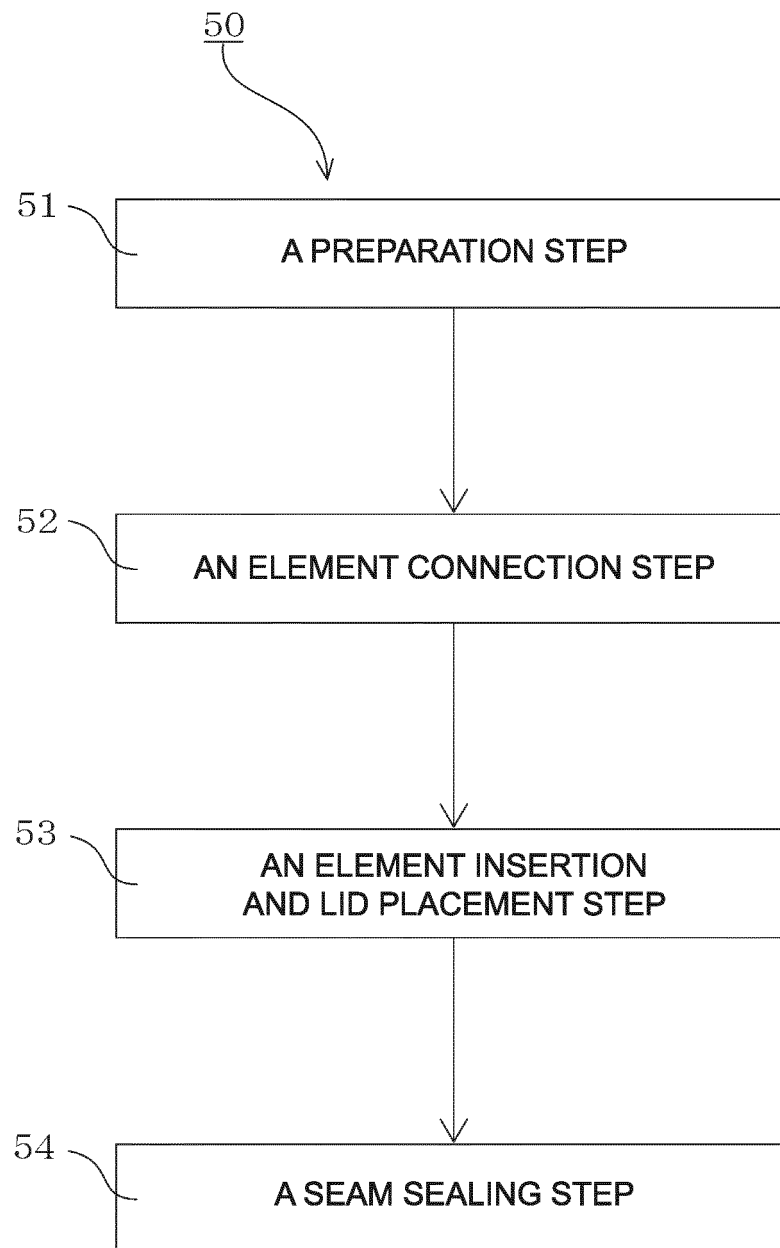 50
51
A PREPARATION STEP
52
AN ELEMENT CONNECTION STEP
53
AN ELEMENT INSERTION
AND LID PLACEMENT STEP
54
A SEAM SEALING STEP